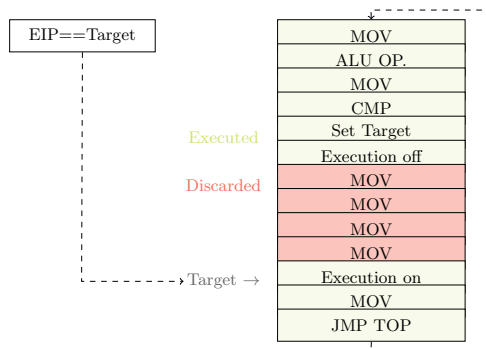 EIP==Target
MOV
ALU OP.
MOV
CMP
Set Target
Executed
Execution off
Discarded
MOV
MOV
MOV
MOV
Target →
Execution on
MOV
JMP TOP